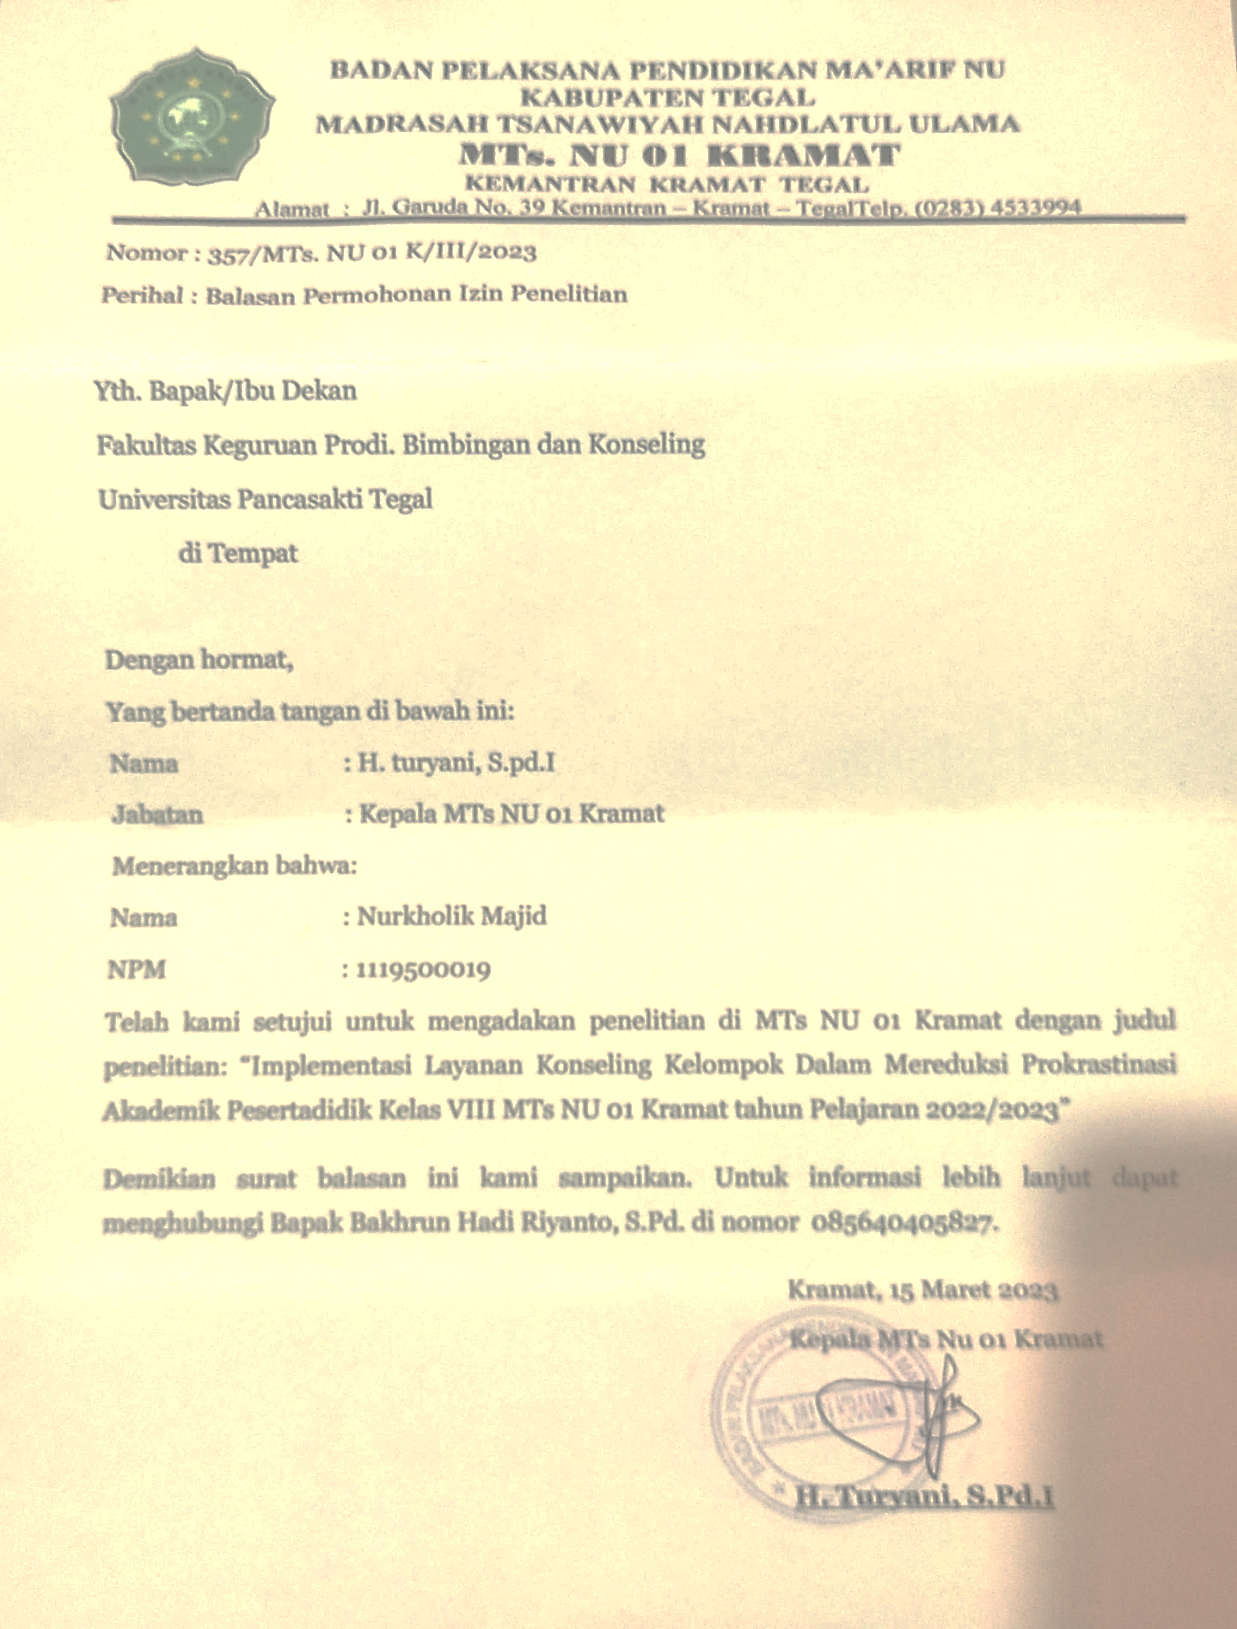 BADAN PELAKSANA PENDIDIKAN MA'ARIF NU
KABUPATEN TEGAL
MADRASAH TSANAWIYAH NAHDLATUL ULAMA
MTs. NU 01 KRAMAT
KEMANTRAN KRAMAT TEGAL
Alamat : Jl. Garuda No. 39 Kemantran – Kramat – TegalTelp. (0283) 4533994
Nomor : 357/MTs. NU 01 K/III/2023
Perihal : Balasan Permohonan Izin Penelitian
Yth. Bapak/Ibu Dekan
Fakultas Keguruan Prodi. Bimbingan dan Konseling
Universitas Pancasakti Tegal
di Tempat
Dengan hormat,
Yang bertanda tangan di bawah ini:
Nama : H. turyani, S.pd.I
Jabatan : Kepala MTs NU 01 Kramat
Menerangkan bahwa:
Nama : Nurkholik Majid
NPM : 1119500019
Telah kami setujui untuk mengadakan penelitian di MTs NU 01 Kramat dengan judul
penelitian: “Implementasi Layanan Konseling Kelompok Dalam Mereduksi Prokrastinasi
Akademik Pesertadidik Kelas VIII MTs NU 01 Kramat tahun Pelajaran 2022/2023”
Demikian surat balasan ini kami sampaikan. Untuk informasi lebih lanjut dapat
menghubungi Bapak Bakhrun Hadi Riyanto, S.Pd. di nomor 085640405827.
Kramat, 15 Maret 2023
Kepala MTs Nu 01 Kramat
BADAN PELAKSANA
MTs. NU 01 KRAMAT
H. Turyani, S.Pd.I